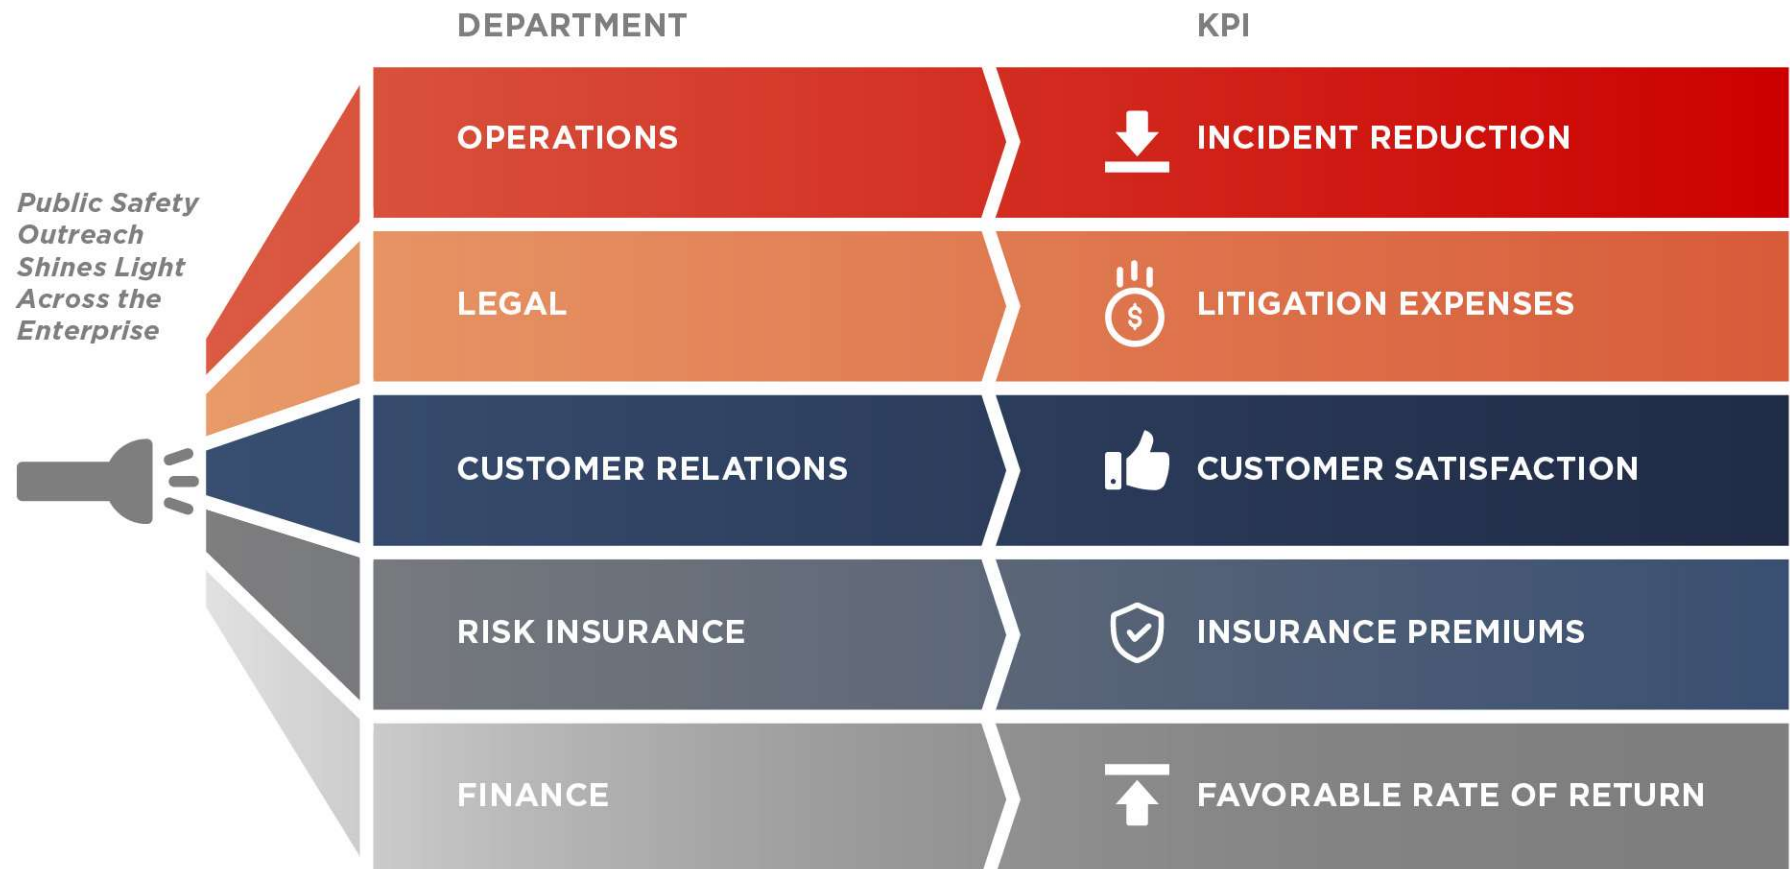 DEPARTMENT
KPI
Public Safety
Outreach
Shines Light
Across the
Enterprise
OPERATIONS
INCIDENT REDUCTION
LEGAL
$
LITIGATION EXPENSES
CUSTOMER RELATIONS
CUSTOMER SATISFACTION
RISK INSURANCE
INSURANCE PREMIUMS
FINANCE
FAVORABLE RATE OF RETURN